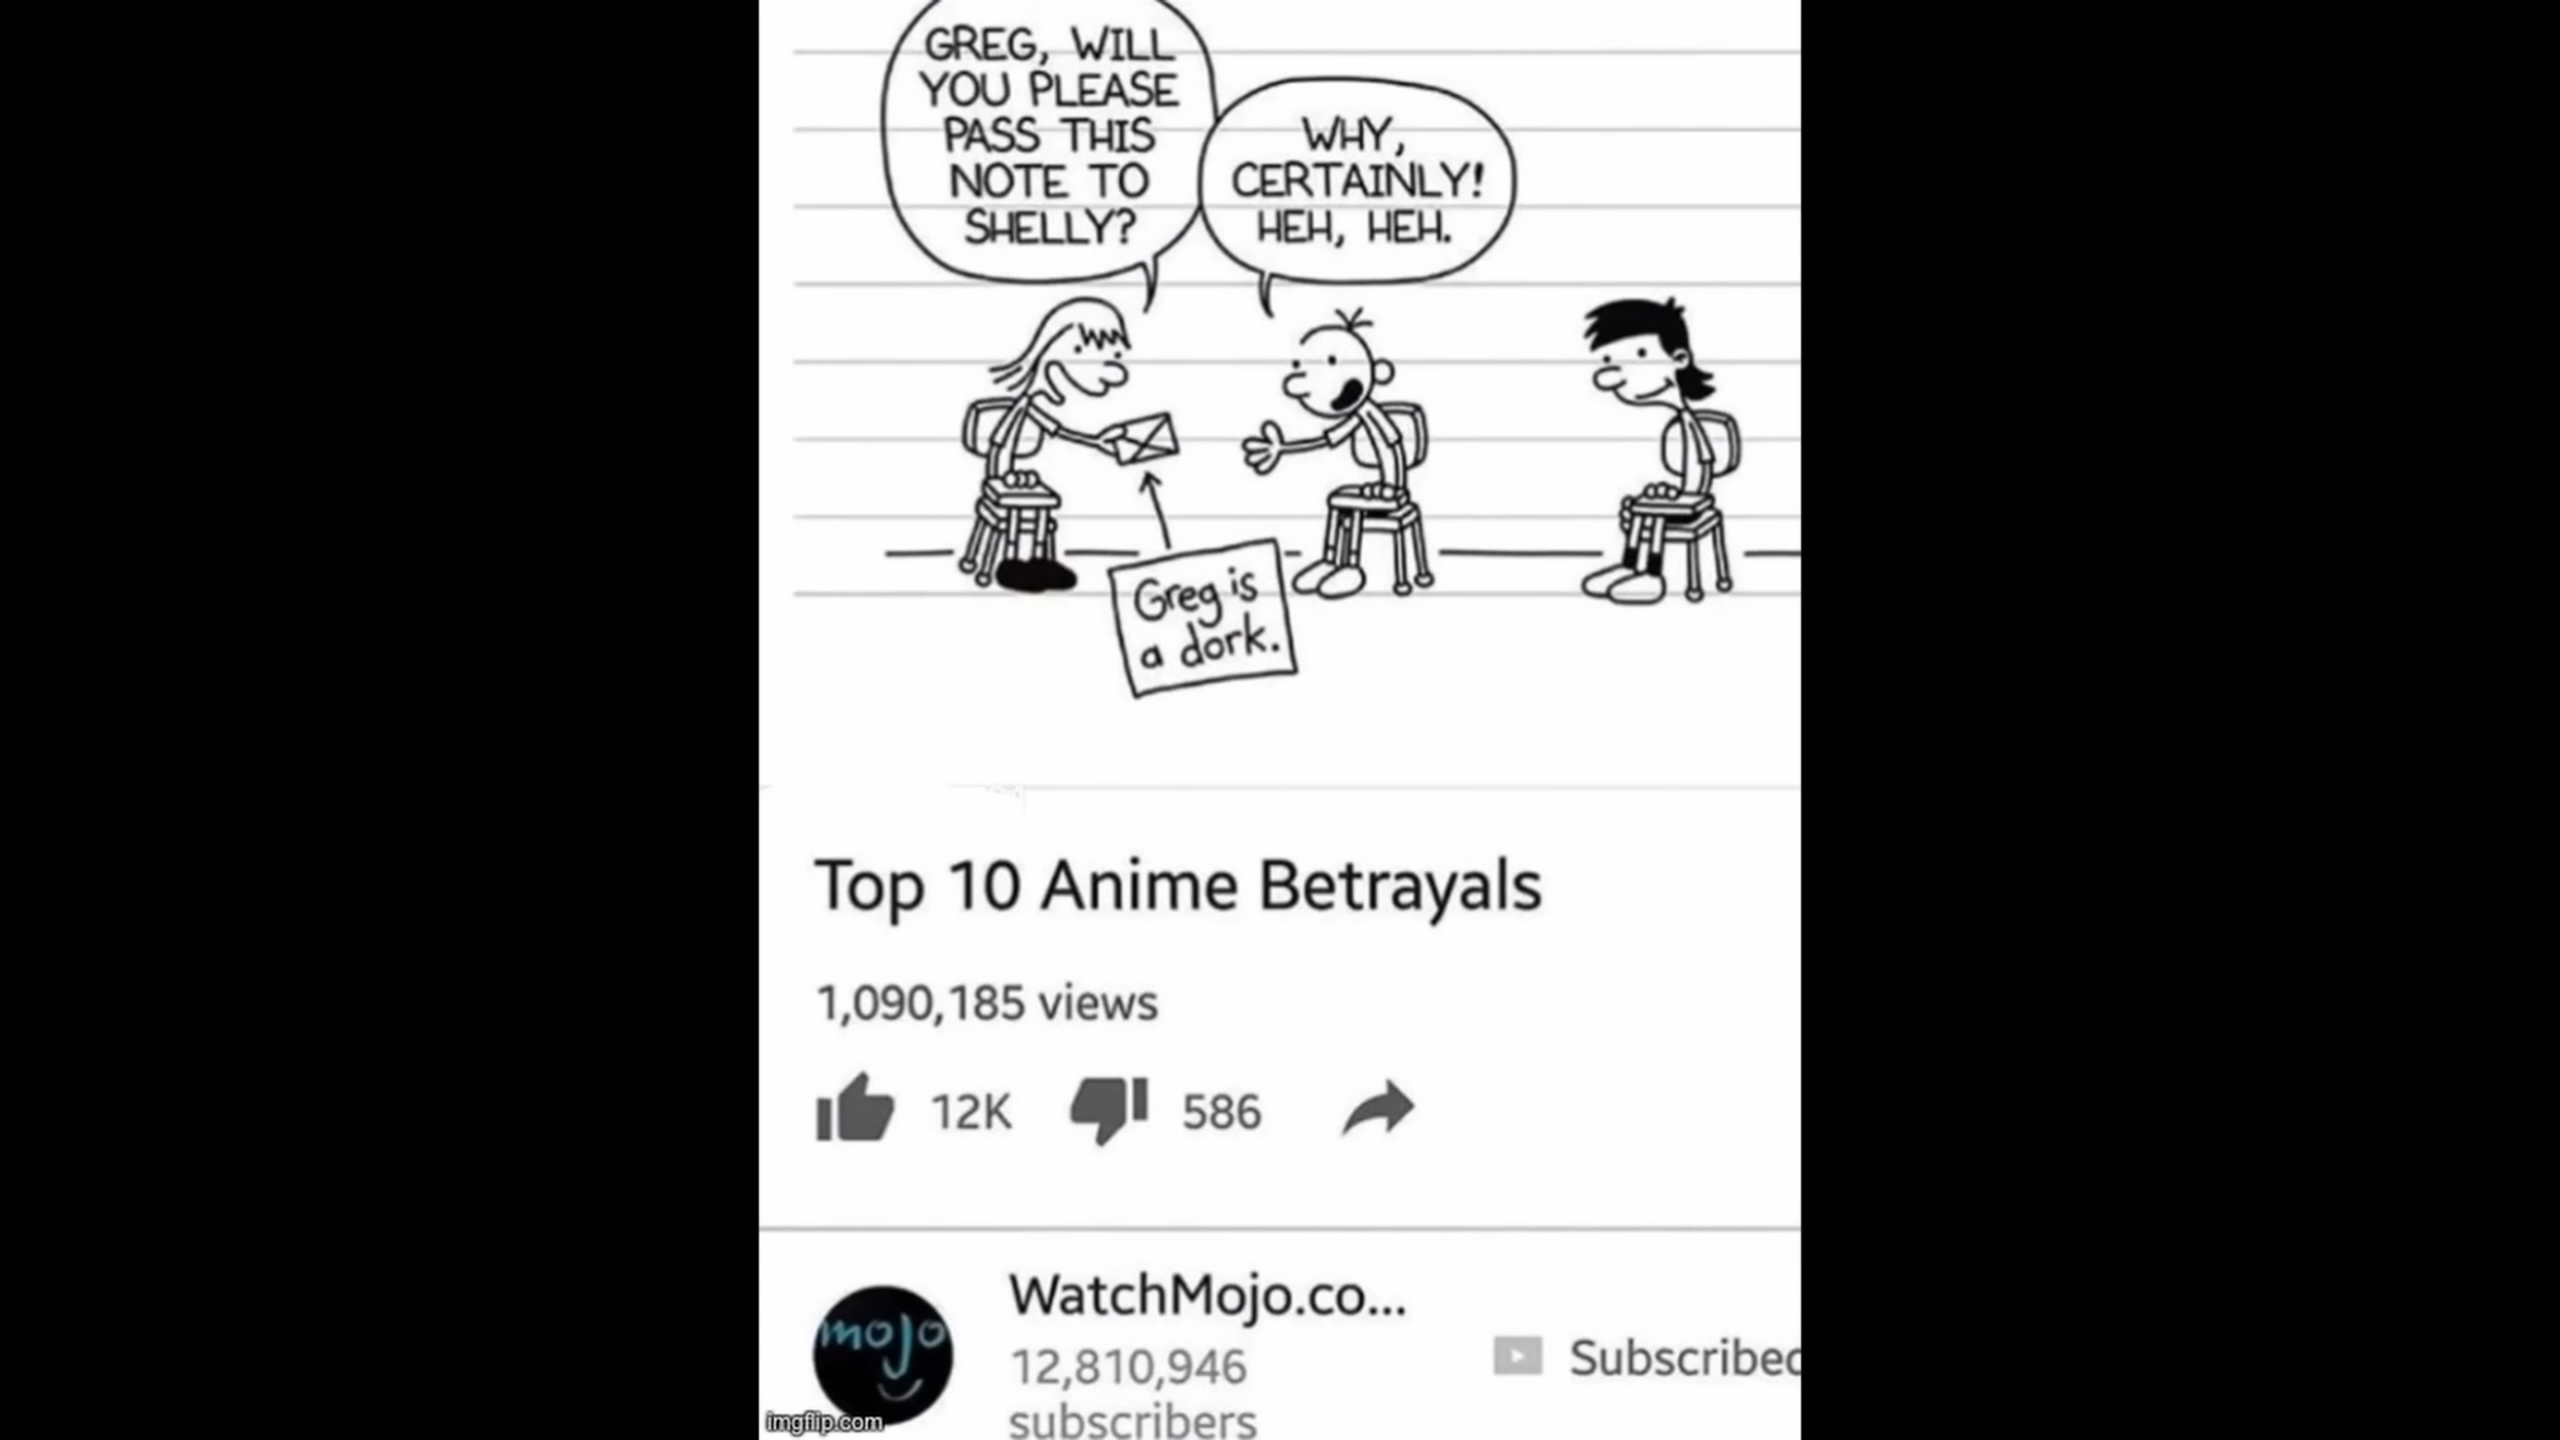 GREG, WILL
YOU PLEASE
PASS THIS
NOTE TO
SHELLY?
WHY,
CERTAINLY!
HEH, HEH.
Greg is
a dork.
Top 10 Anime Betrayals
1,090,185 views
12K 586
mojo
WatchMojo.co...
12,810,946
subscribers
Subscribed
imgflip.com